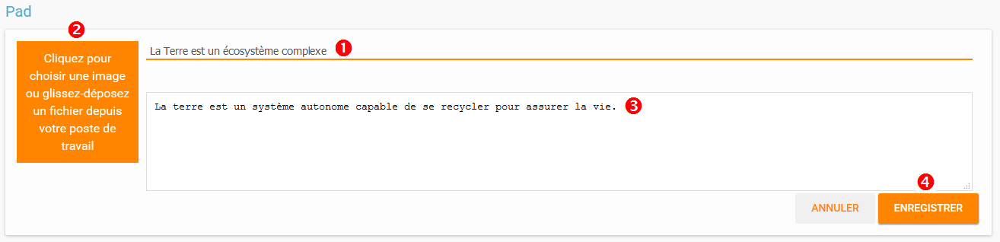 Pad
2
Cliquez pour
choisir une image
ou glissez-déposez
un fichier depuis
votre poste de
travail
La Terre est un écosystème complexe 1
La terre est un système autonome capable de se recycler pour assurer la vie. 3
4
ANNULER ENREGISTRER